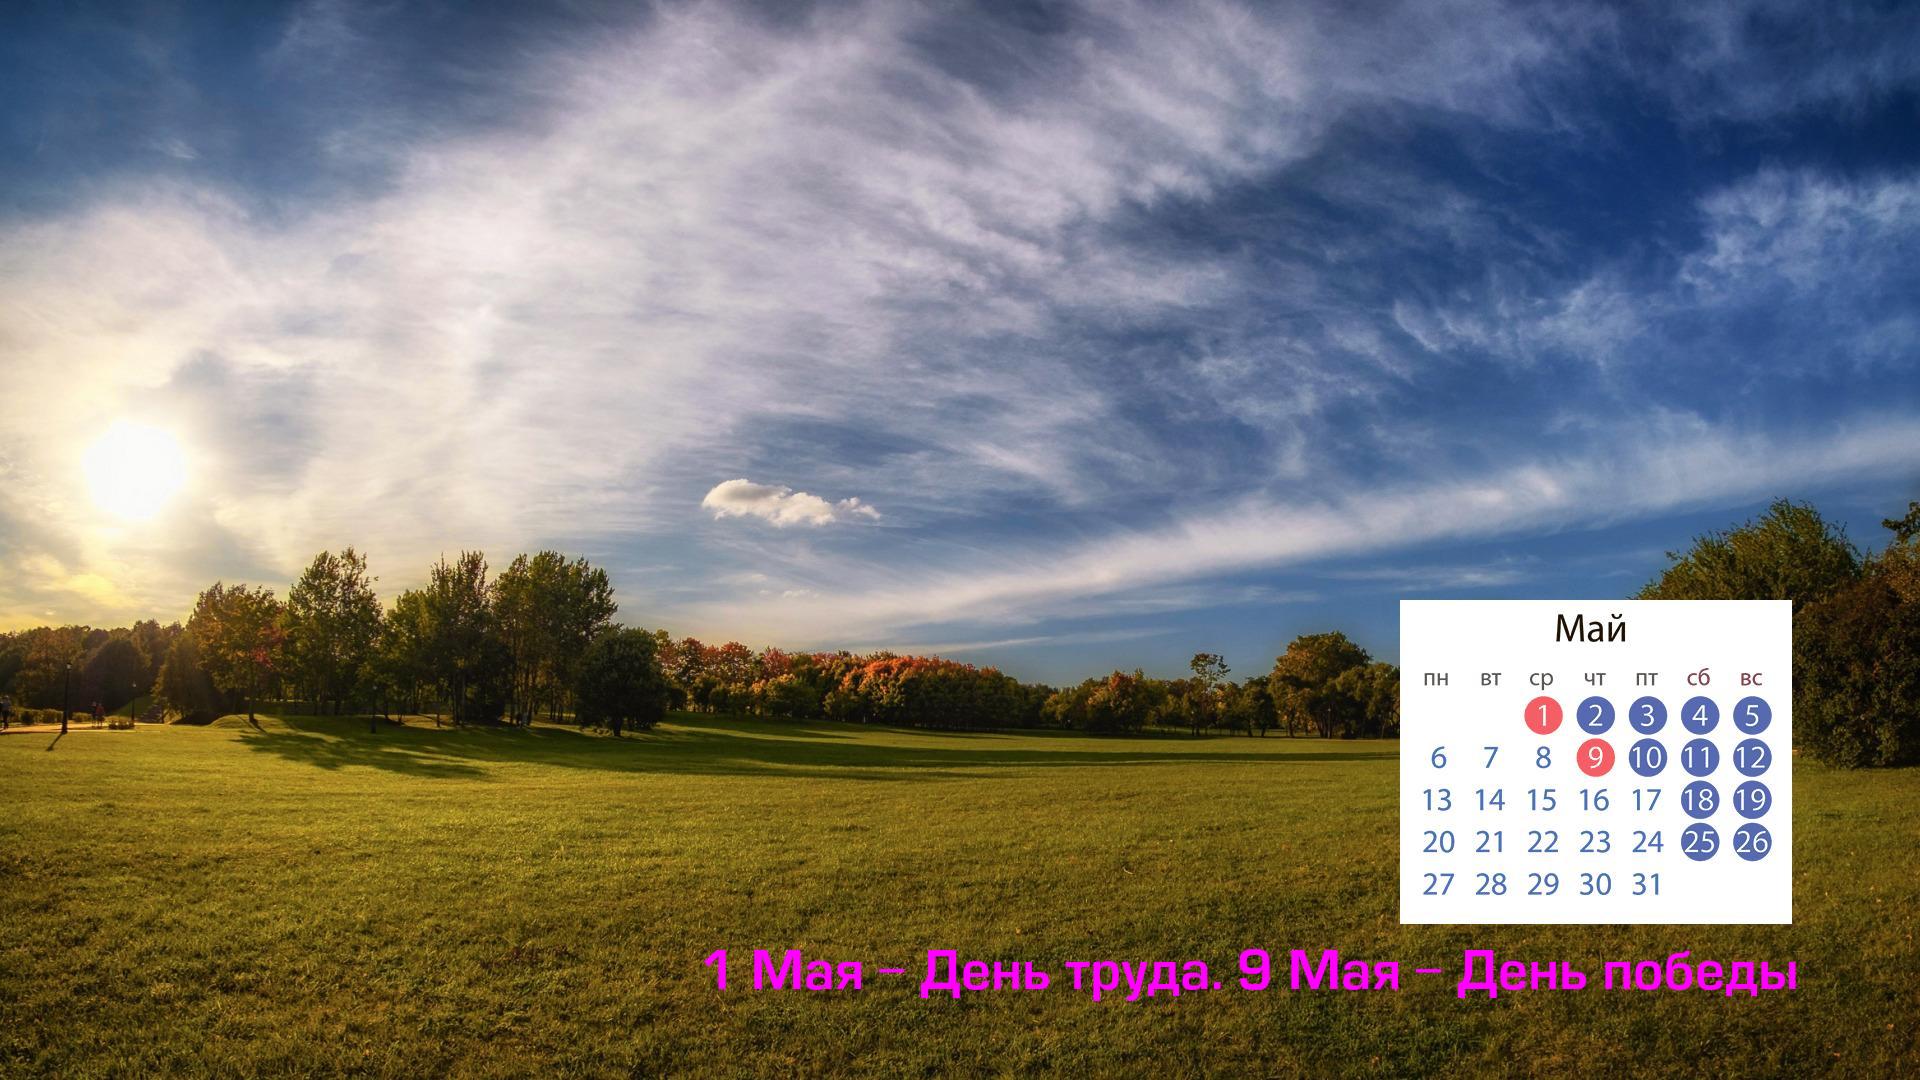 Май
пн вт ср чт пт сб вс
1 2 3 4 5
6 7 8 9 10 11 12
13 14 15 16 17 18 19
20 21 22 23 24 25 26
27 28 29 30 31
1 Мая – День труда. 9 Мая – День победы